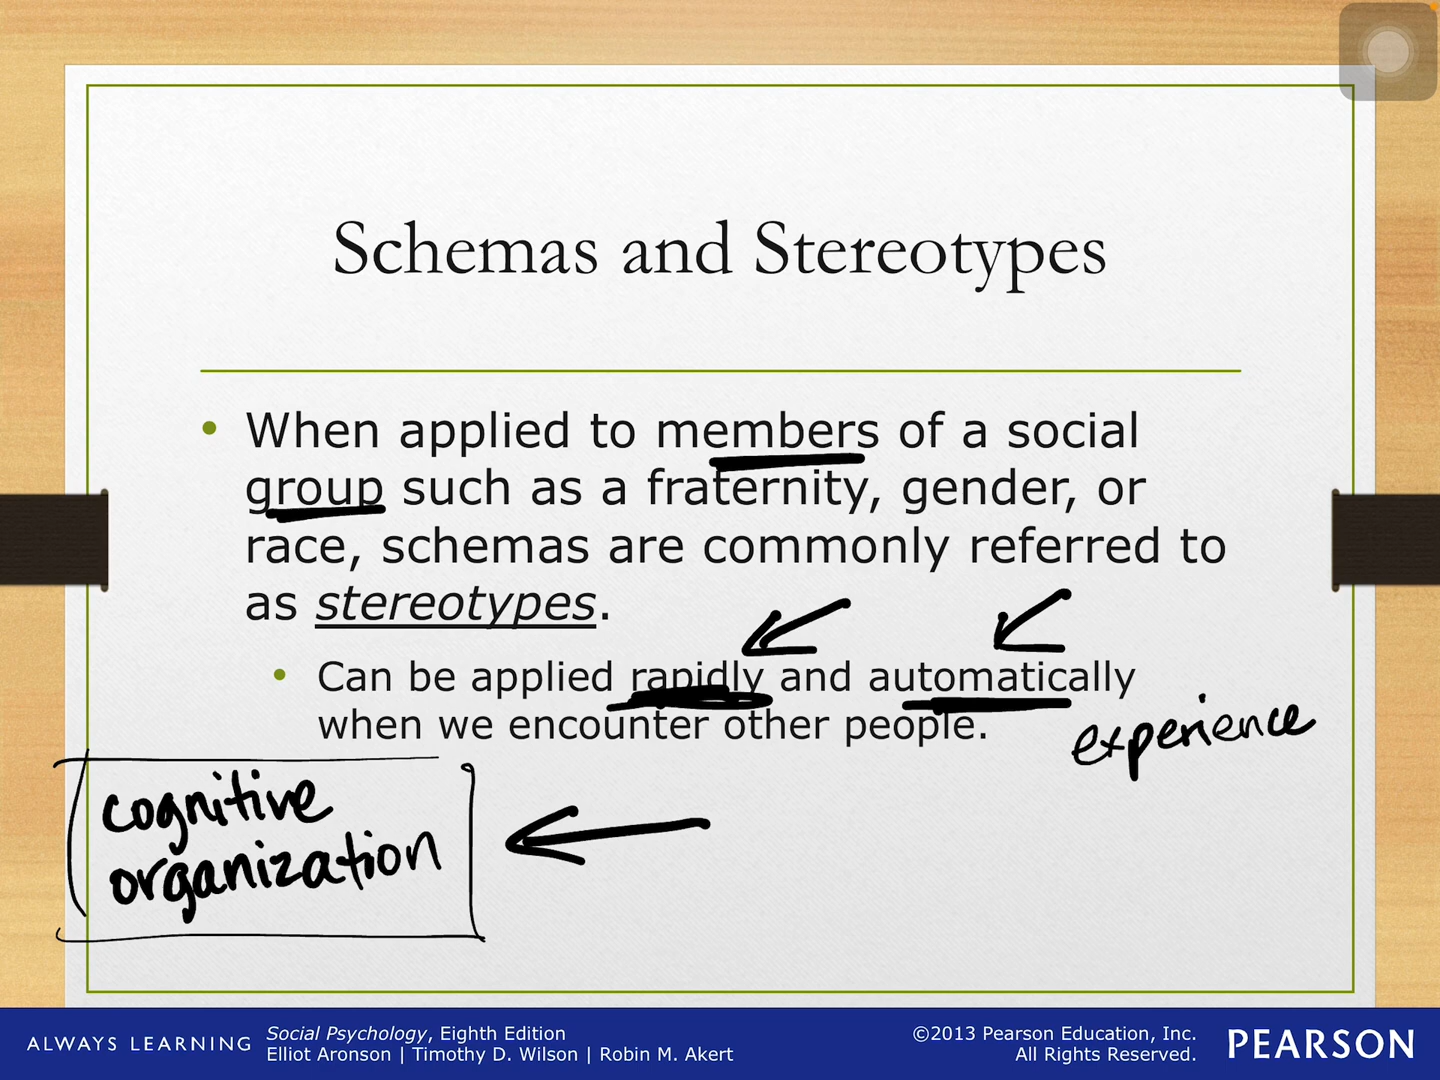 Schemas and Stereotypes
• When applied to members of a social
group such as a fraternity, gender, or
race, schemas are commonly referred to
as stereotypes.
• Can be applied rapidly and automatically
when we encounter other people.
experience
cognitive
organization
ALWAYS LEARNING
Social Psychology, Eighth Edition
Elliot Aronson | Timothy D. Wilson | Robin M. Akert
©2013 Pearson Education, Inc.
All Rights Reserved.
PEARSON